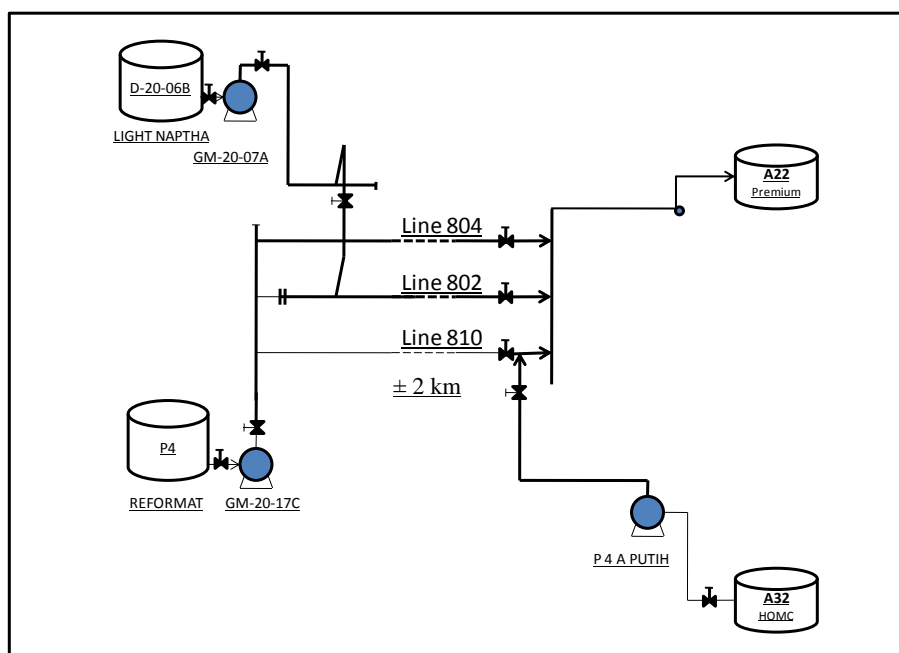 D-20-06B
LIGHT NAPTHA
GM-20-07A
A22
Premium
Line 804
Line 802
Line 810
± 2 km
P4
REFORMAT
GM-20-17C
P 4 A PUTIH
A32
HOMC